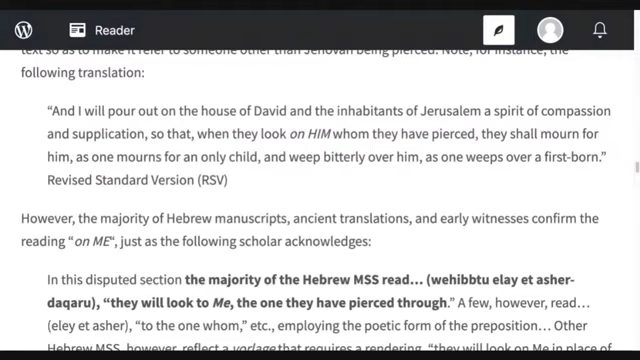 Reader
text so as to make it refer to someone other than Jehovah being pierced. Note, for instance, the
following translation:
“And I will pour out on the house of David and the inhabitants of Jerusalem a spirit of compassion
and supplication, so that, when they look on HIM whom they have pierced, they shall mourn for
him, as one mourns for an only child, and weep bitterly over him, as one weeps over a first-born.”
Revised Standard Version (RSV)
However, the majority of Hebrew manuscripts, ancient translations, and early witnesses confirm the
reading “on ME“, just as the following scholar acknowledges:
In this disputed section the majority of the Hebrew MSS read… (wehibbtu elay et asher-
daqaru), “they will look to Me, the one they have pierced through.” A few, however, read…
(eley et asher), “to the one whom,” etc., employing the poetic form of the preposition… Other
Hebrew MSS, however, reflect a vorlage that requires a rendering, “they will look on Me in place of